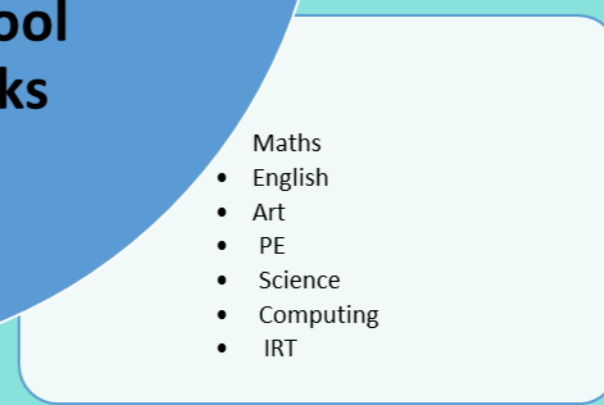 ool
ks
Maths
• English
• Art
• PE
• Science
• Computing
• IRT